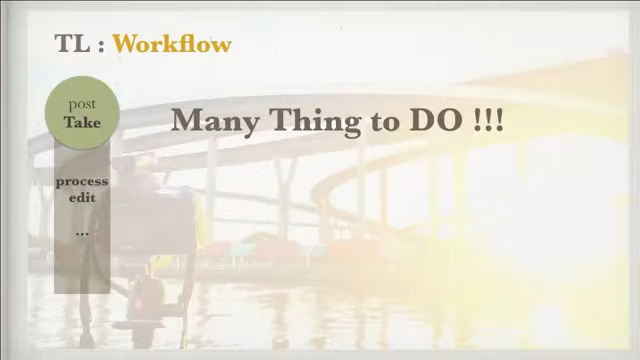 TL : Workflow
post
Take
Many Thing to DO !!!
process
edit
...